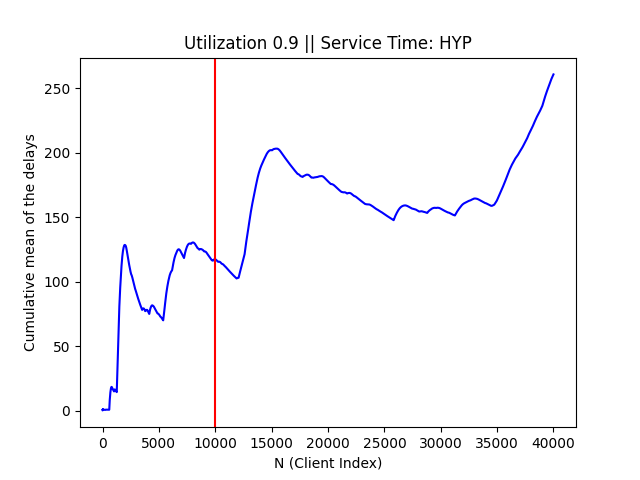 Utilization 0.9 || Service Time: HYP
Cumulative mean of the delays
250
200
150
100
50
0
0 5000 10000 15000 20000 25000 30000 35000 40000
N (Client Index)